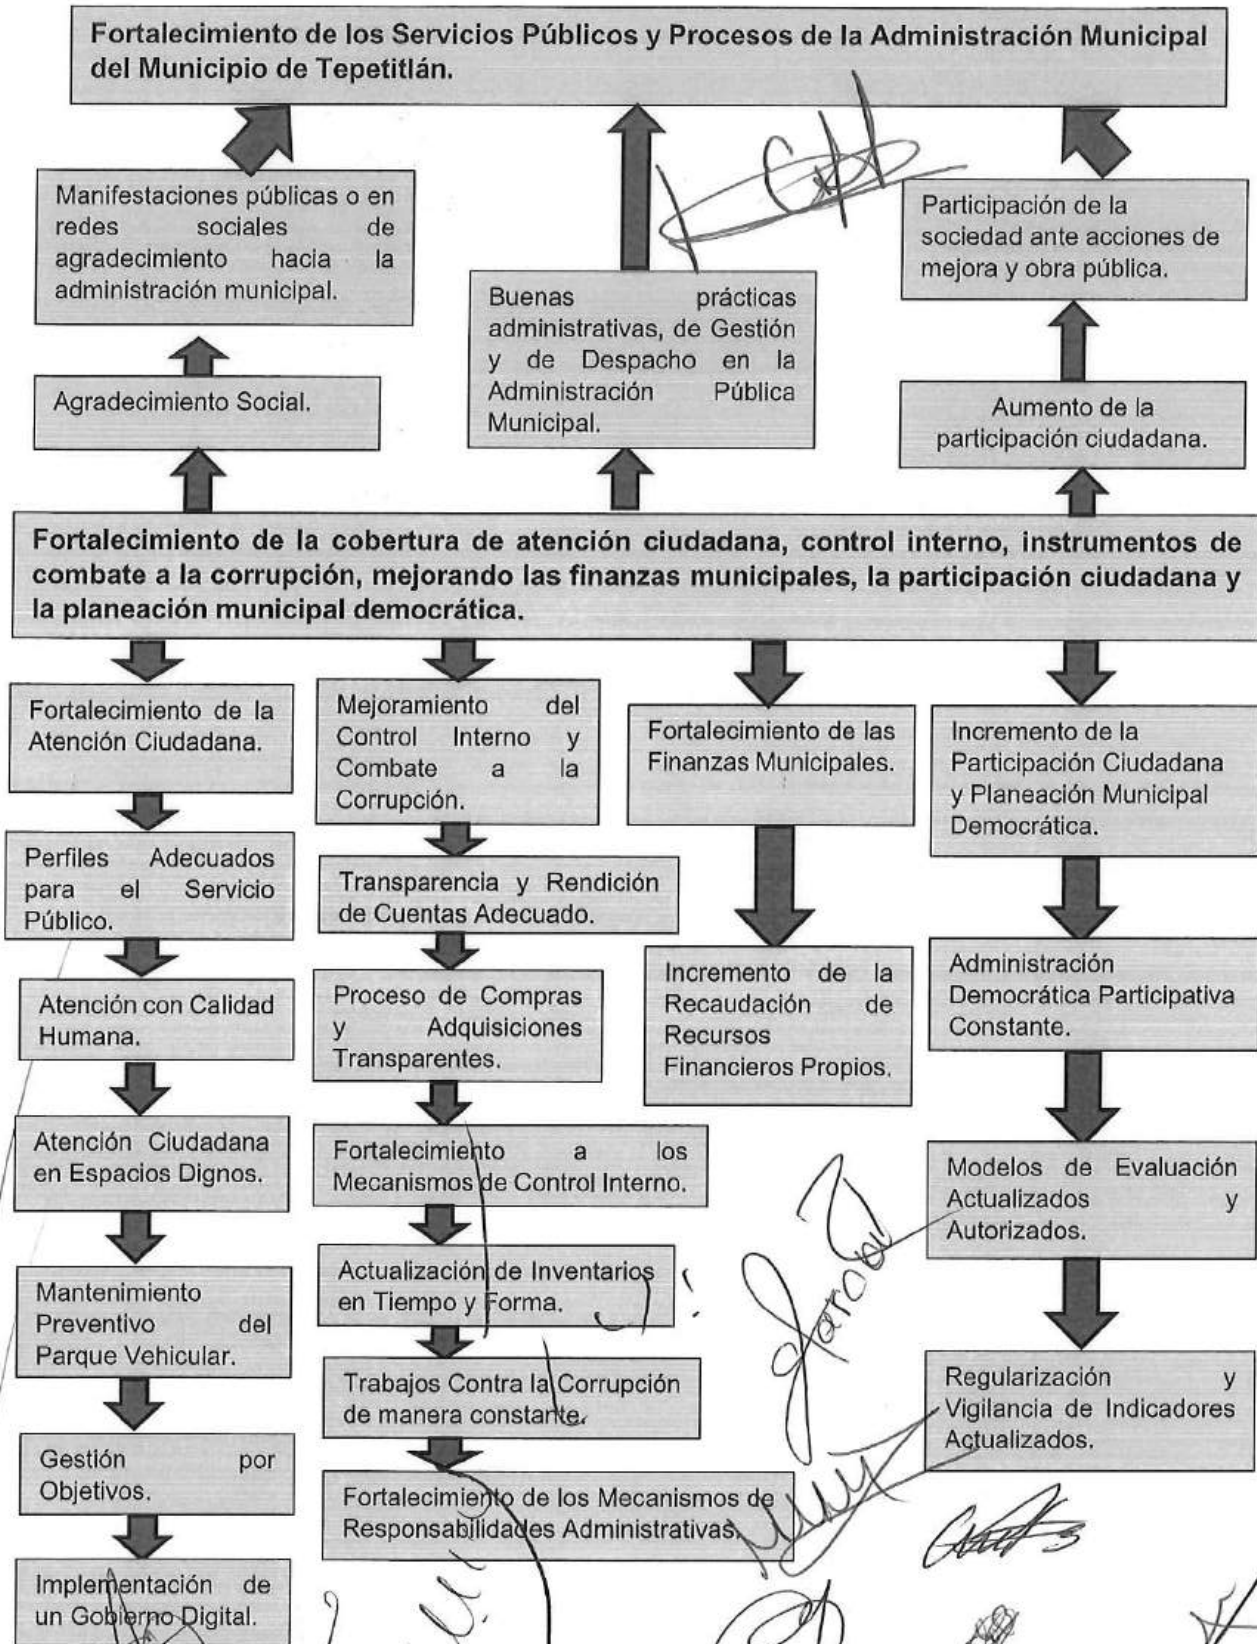 Fortalecimiento de los Servicios Públicos y Procesos de la Administración Municipal
del Municipio de Tepetitlán.
Manifestaciones públicas o en
redes sociales de
agradecimiento hacia la
administración municipal.
Buenas prácticas
administrativas, de Gestión
y de Despacho en la
Administración Pública
Municipal.
Participación de la
sociedad ante acciones de
mejora y obra pública.
Agradecimiento Social.
Aumento de la
participación ciudadana.
Fortalecimiento de la cobertura de atención ciudadana, control interno, instrumentos de
combate a la corrupción, mejorando las finanzas municipales, la participación ciudadana y
la planeación municipal democrática.
Fortalecimiento de la
Atención Ciudadana.
Perfiles Adecuados
para el Servicio
Público.
Atención con Calidad
Humana.
Atención Ciudadana
en Espacios Dignos.
Mantenimiento
Preventivo del
Parque Vehicular.
Gestión por
Objetivos.
Implementación de
un Gobierno Digital.
Mejoramiento del
Control Interno y
Combate a la
Corrupción.
Transparencia y Rendición
de Cuentas Adecuado.
Proceso de Compras
y Adquisiciones
Transparentes.
Fortalecimiento a los
Mecanismos de Control Interno.
Actualización de Inventarios
en Tiempo y Forma.
Trabajos Contra la Corrupción
de manera constante.
Fortalecimiento de los Mecanismos de
Responsabilidades Administrativas.
Fortalecimiento de las
Finanzas Municipales.
Incremento de la
Recaudación de
Recursos
Financieros Propios.
Incremento de la
Participación Ciudadana
y Planeación Municipal
Democrática.
Administración
Democrática Participativa
Constante.
Modelos de Evaluación
Actualizados y
Autorizados.
Regularización y
Vigilancia de Indicadores
Actualizados.